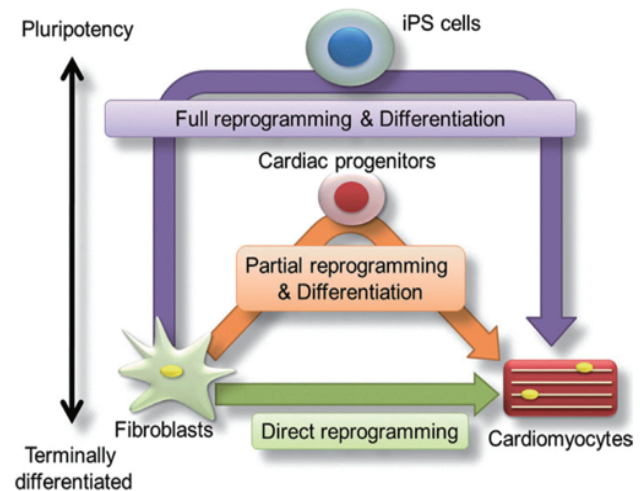 Pluripotency
iPS cells
Full reprogramming & Differentiation
Cardiac progenitors
Partial reprogramming
& Differentiation
Fibroblasts
Direct reprogramming
Cardiomyocytes
Terminally
differentiated